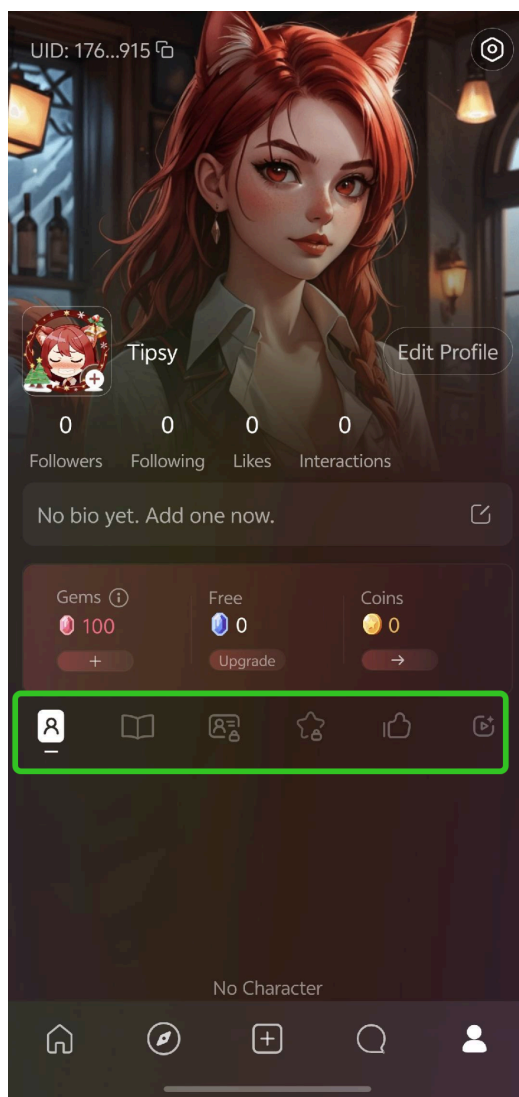 UID: 176...915
Tipsy
Edit Profile
0 0 0 0
Followers Following Likes Interactions
No bio yet. Add one now.
Gems Free Coins
100 0 0
+ Upgrade →
No Character